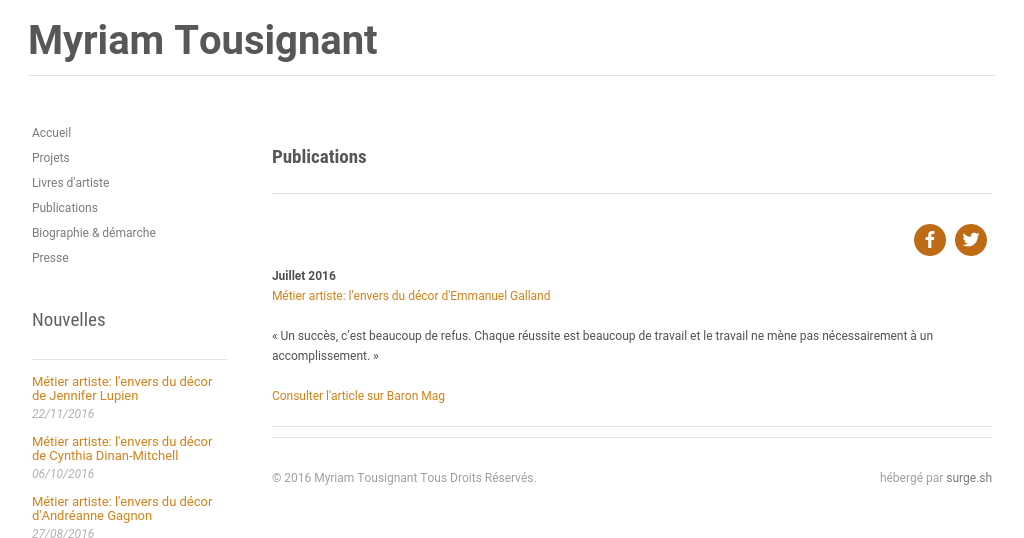 Myriam Tousignant
Accueil
Projets
Livres d'artiste
Publications
Biographie & démarche
Presse
Nouvelles
Métier artiste: l'envers du décor
de Jennifer Lupien
22/11/2016
Métier artiste: l'envers du décor
de Cynthia Dinan-Mitchell
06/10/2016
Métier artiste: l'envers du décor
d'Andréanne Gagnon
27/08/2016
Publications
Juillet 2016
Métier artiste: l'envers du décor d'Emmanuel Galland
« Un succès, c’est beaucoup de refus. Chaque réussite est beaucoup de travail et le travail ne mène pas nécessairement à un
accomplissement. »
Consulter l'article sur Baron Mag
© 2016 Myriam Tousignant Tous Droits Réservés.
hébergé par surge.sh